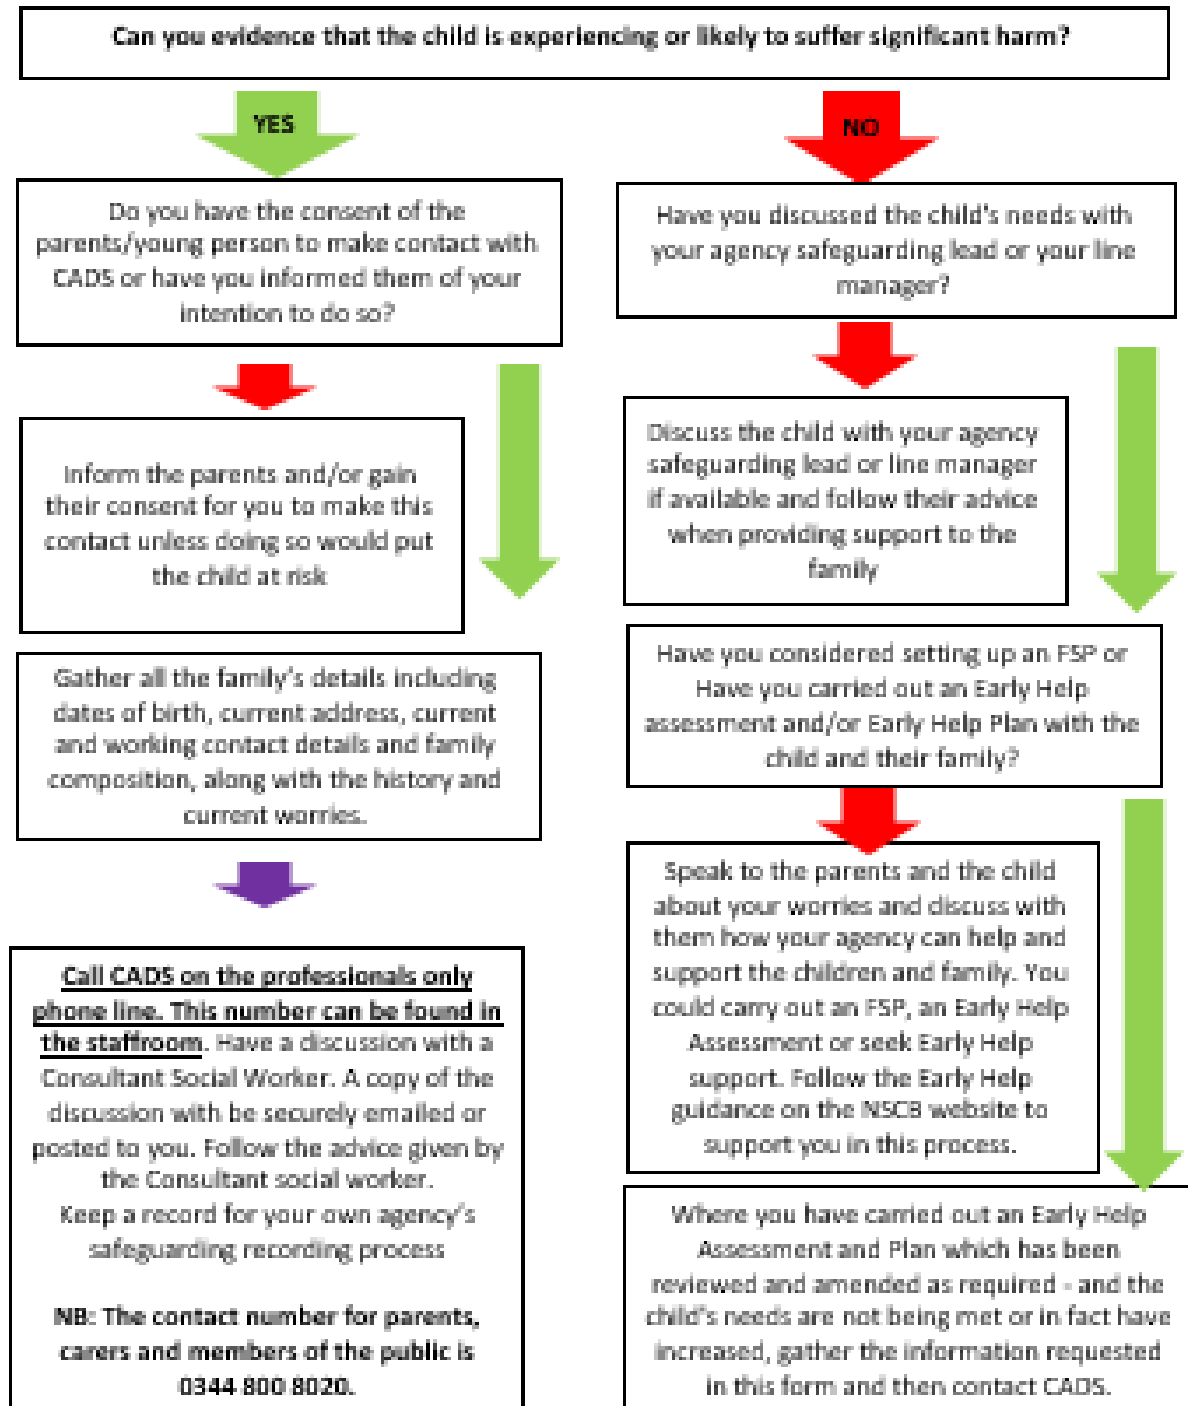 Can you evidence that the child is experiencing or likely to suffer significant harm?
YES
NO
Do you have the consent of the
parents/young person to make contact with
CADS or have you informed them of your
intention to do so?
Inform the parents and/or gain
their consent for you to make this
contact unless doing so would put
the child at risk
Gather all the family's details including
dates of birth, current address, current
and working contact details and family
composition, along with the history and
current worries.
Call CADS on the professionals only
phone line. This number can be found in
the staffroom. Have a discussion with a
Consultant Social Worker. A copy of the
discussion with be securely emailed or
posted to you. Follow the advice given by
the Consultant social worker.
Keep a record for your own agency's
safeguarding recording process
NB: The contact number for parents,
carers and members of the public is
0344 800 8020.
Have you discussed the child's needs with
your agency safeguarding lead or your line
manager?
Discuss the child with your agency
safeguarding lead or line manager
if available and follow their advice
when providing support to the
family
Have you considered setting up an FSP or
Have you carried out an Early Help
assessment and/or Early Help Plan with the
child and their family?
Speak to the parents and the child
about your worries and discuss with
them how your agency can help and
support the children and family. You
could carry out an FSP, an Early Help
Assessment or seek Early Help
support. Follow the Early Help
guidance on the NSCB website to
support you in this process.
Where you have carried out an Early Help
Assessment and Plan which has been
reviewed and amended as required - and the
child's needs are not being met or in fact have
increased, gather the information requested
in this form and then contact CADS.